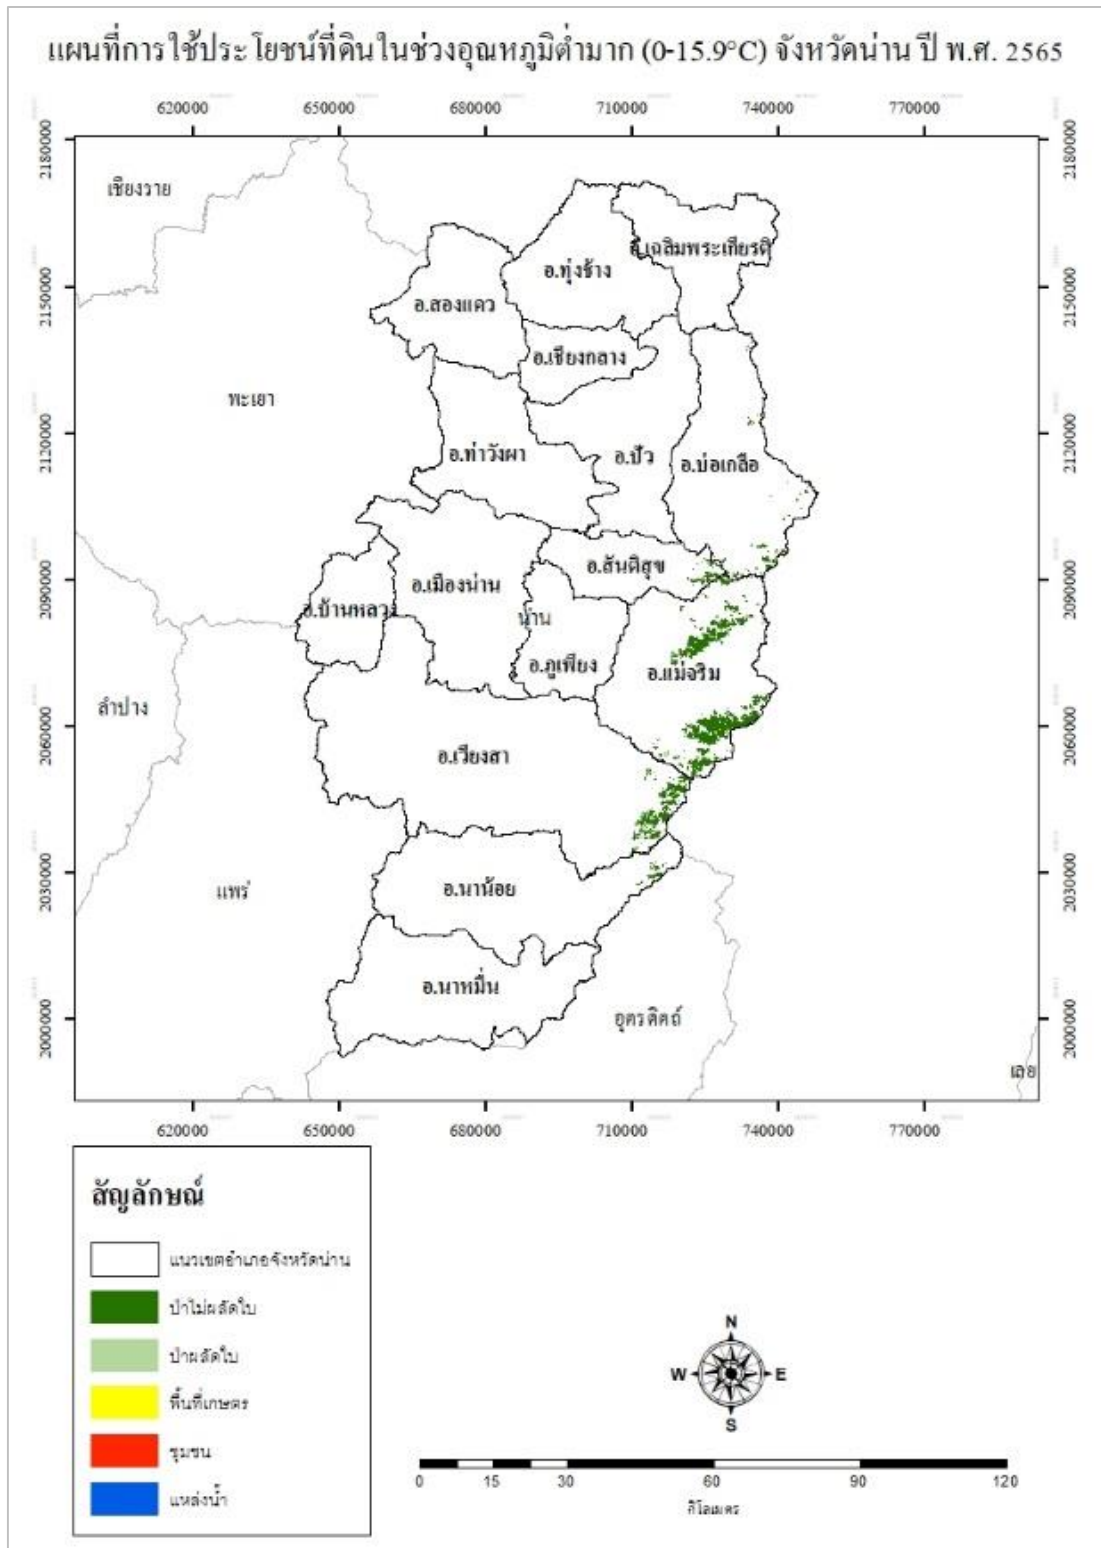 แผนที่การใช้ประโยชน์ที่ดินในช่วงอุณหภูมิต่ำมาก (0-15.9°C) จังหวัดน่าน ปี พ.ศ. 2565
620000 650000 680000 710000 740000 770000
2180000 2180000
เชียงราย
อ.เฉลิมพระเกียรติ
อ.ทุ่งช้าง
2150000 2150000
อ.สองแคว
อ.เชียงกลาง
พะเยา
2120000 2120000
อ.ท่าวังผา อ.ปัว อ.บ่อเกลือ
2090000 2090000
อ.เมืองน่าน อ.สันติสุข
อ.บ้านหลวง น่าน
อ.ภูเพียง อ.แม่จริม
ลำปาง
2060000 2060000
อ.เวียงสา
2030000 2030000
แพร่ อ.นาน้อย
อ.นาหมื่น
2000000 2000000
อุตรดิตถ์
เลย
620000 650000 680000 710000 740000 770000
สัญลักษณ์
แนวเขตอำเภอจังหวัดน่าน
ป่าไม่ผลัดใบ
ป่าผลัดใบ
พื้นที่เกษตร
ชุมชน
แหล่งน้ำ
N
W E
S
0 15 30 60 90 120
กิโลเมตร